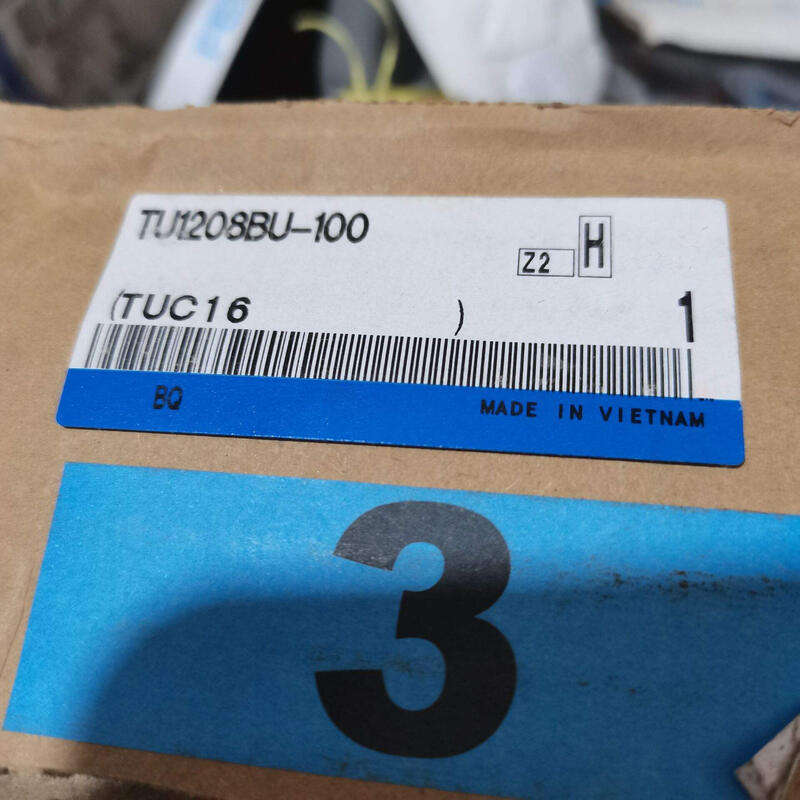 TU1208BU-100
Z2 H
(TUC16 ) 1
BQ MADE IN VIETNAM
3